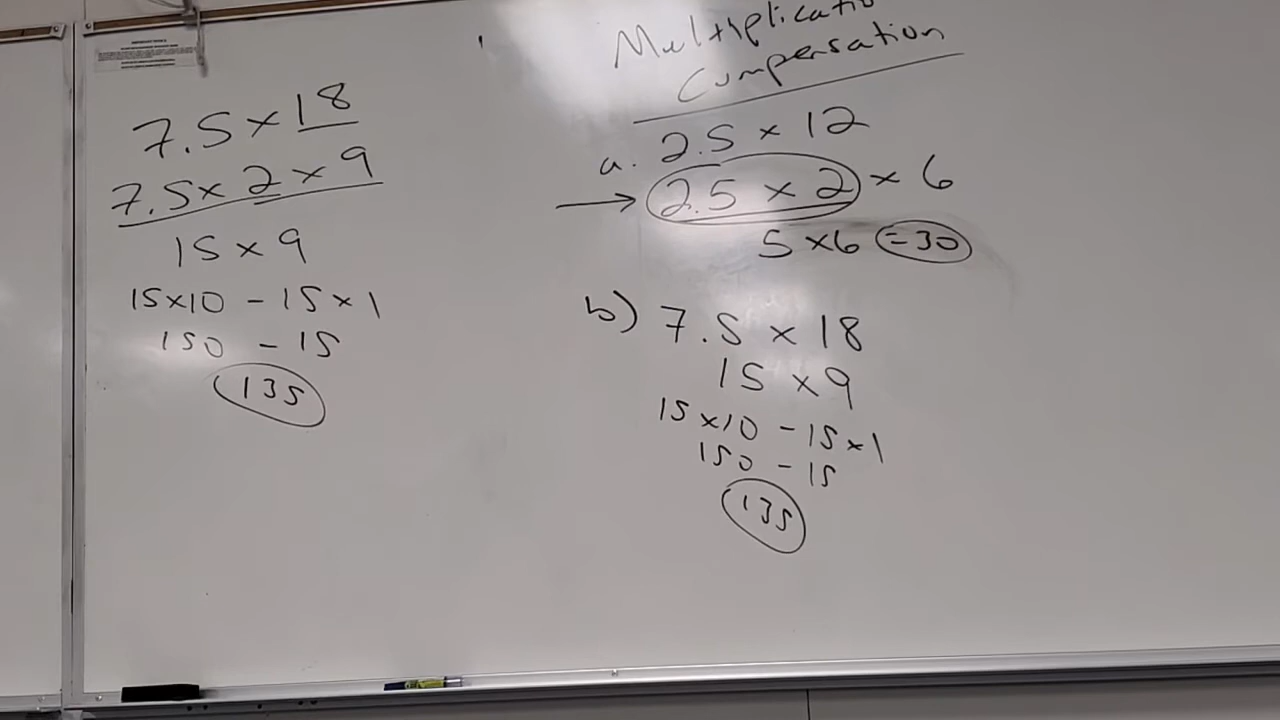 7.5 × 18
7.5 × 2 × 9
15 × 9
15×10 - 15 × 1
150 - 15
135
Multiplicatio
Compensation
a. 2.5 × 12
→ 2.5 × 2 × 6
5 × 6 = 30
b) 7.5 × 18
15 × 9
15 × 10 - 15 × 1
150 - 15
135